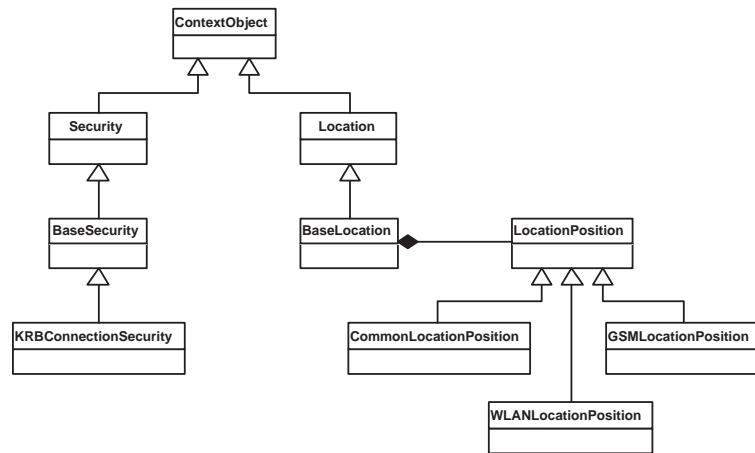 ContextObject
Security
Location
BaseSecurity
BaseLocation
LocationPosition
KRBConnectionSecurity
CommonLocationPosition
GSMLocationPosition
WLANLocationPosition